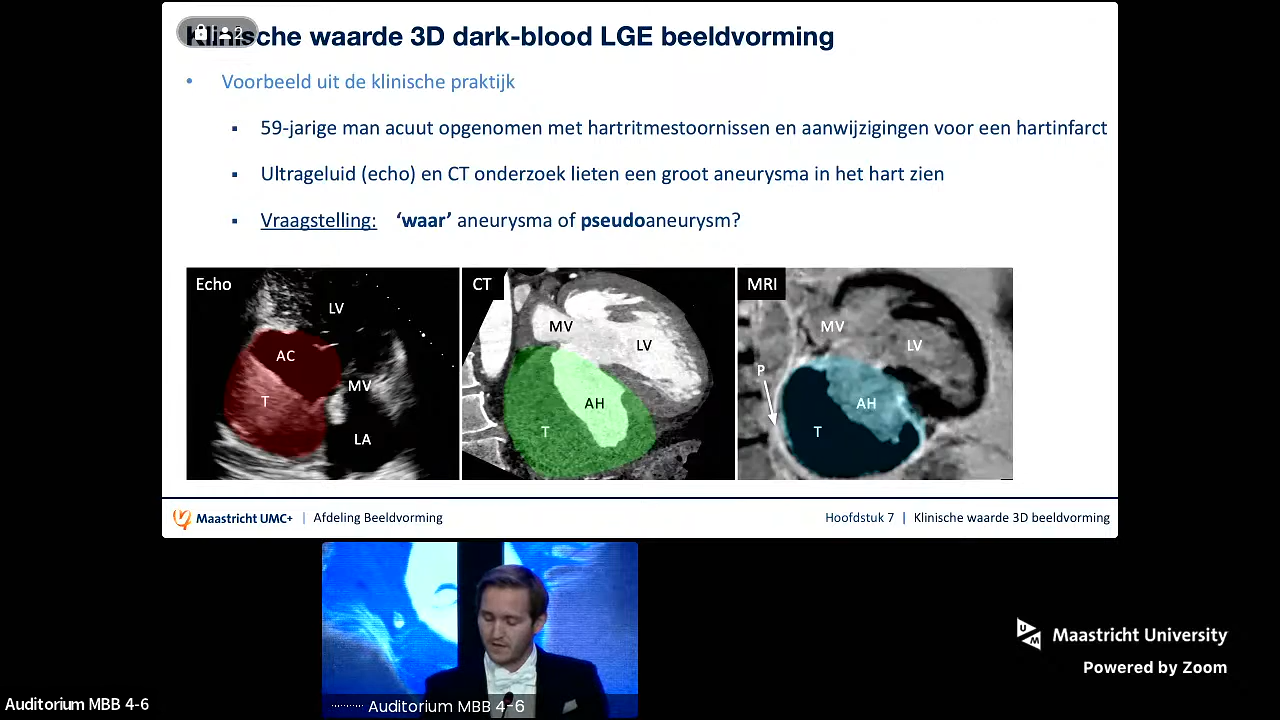 Klinische waarde 3D dark-blood LGE beeldvorming
2
• Voorbeeld uit de klinische praktijk
▪ 59-jarige man acuut opgenomen met hartritmestoornissen en aanwijzigingen voor een hartinfarct
▪ Ultrageluid (echo) en CT onderzoek lieten een groot aneurysma in het hart zien
▪ Vraagstelling: ‘waar’ aneurysma of pseudoaneurysm?
Echo
LV
AC
MV
T
LA
CT
MV
LV
AH
T
MRI
MV
LV
P
AH
T
Maastricht UMC+ | Afdeling Beeldvorming
Hoofdstuk 7 | Klinische waarde 3D beeldvorming
Auditorium MBB 4-6
Auditorium MBB 4-6
UM
Maastricht University
Powered by Zoom